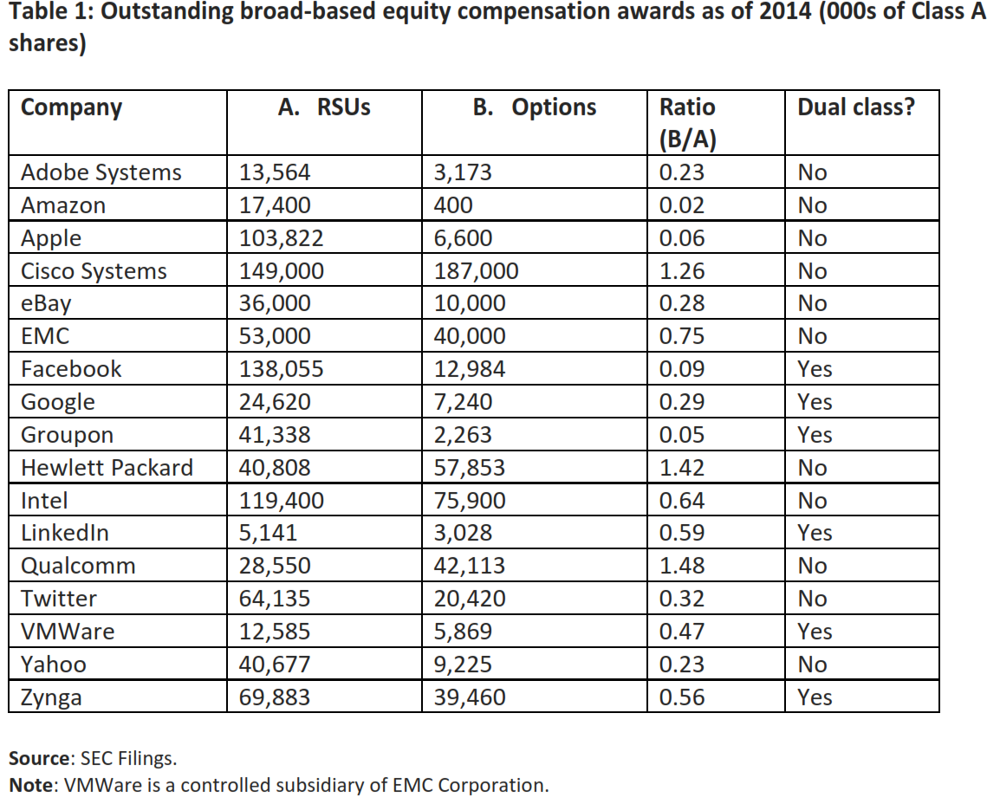 Table 1: Outstanding broad-based equity compensation awards as of 2014 (000s of Class A
shares)
Company A. RSUs B. Options Ratio (B/A) Dual class?
Adobe Systems 13,564 3,173 0.23 No
Amazon 17,400 400 0.02 No
Apple 103,822 6,600 0.06 No
Cisco Systems 149,000 187,000 1.26 No
eBay 36,000 10,000 0.28 No
EMC 53,000 40,000 0.75 No
Facebook 138,055 12,984 0.09 Yes
Google 24,620 7,240 0.29 Yes
Groupon 41,338 2,263 0.05 Yes
Hewlett Packard 40,808 57,853 1.42 No
Intel 119,400 75,900 0.64 No
LinkedIn 5,141 3,028 0.59 Yes
Qualcomm 28,550 42,113 1.48 No
Twitter 64,135 20,420 0.32 No
VMWare 12,585 5,869 0.47 Yes
Yahoo 40,677 9,225 0.23 No
Zynga 69,883 39,460 0.56 Yes
Source: SEC Filings.
Note: VMWare is a controlled subsidiary of EMC Corporation.